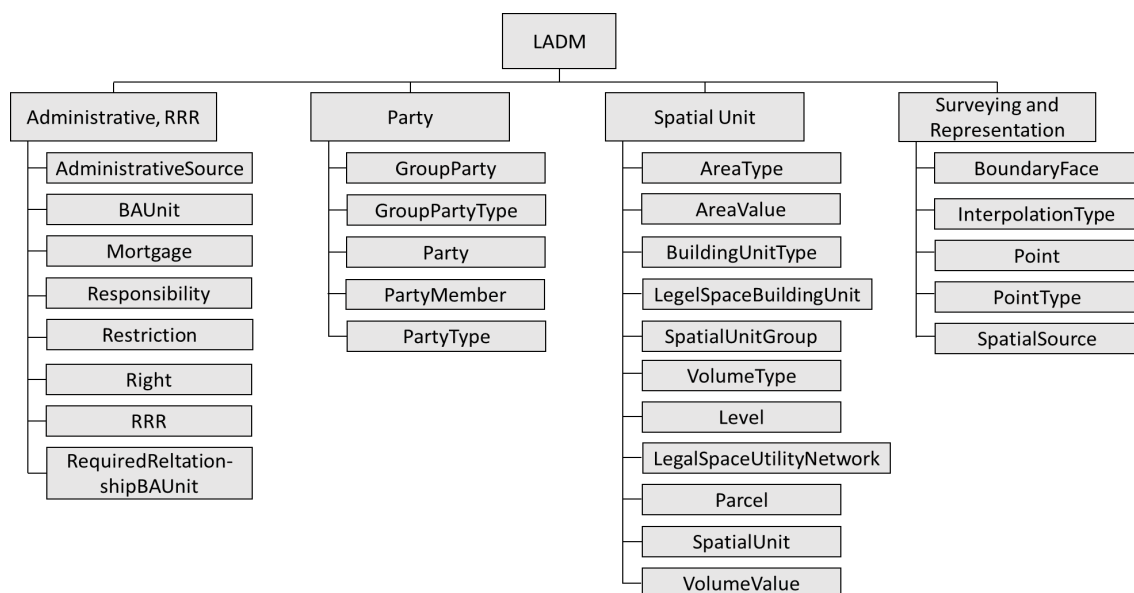 LADM
Administrative, RRR
AdministrativeSource
BAUnit
Mortgage
Responsibility
Restriction
Right
RRR
RequiredReltation-
shipBAUnit
Party
GroupParty
GroupPartyType
Party
PartyMember
PartyType
Spatial Unit
AreaType
AreaValue
BuildingUnitType
LegelSpaceBuildingUnit
SpatialUnitGroup
VolumeType
Level
LegalSpaceUtilityNetwork
Parcel
SpatialUnit
VolumeValue
Surveying and
Representation
BoundaryFace
InterpolationType
Point
PointType
SpatialSource